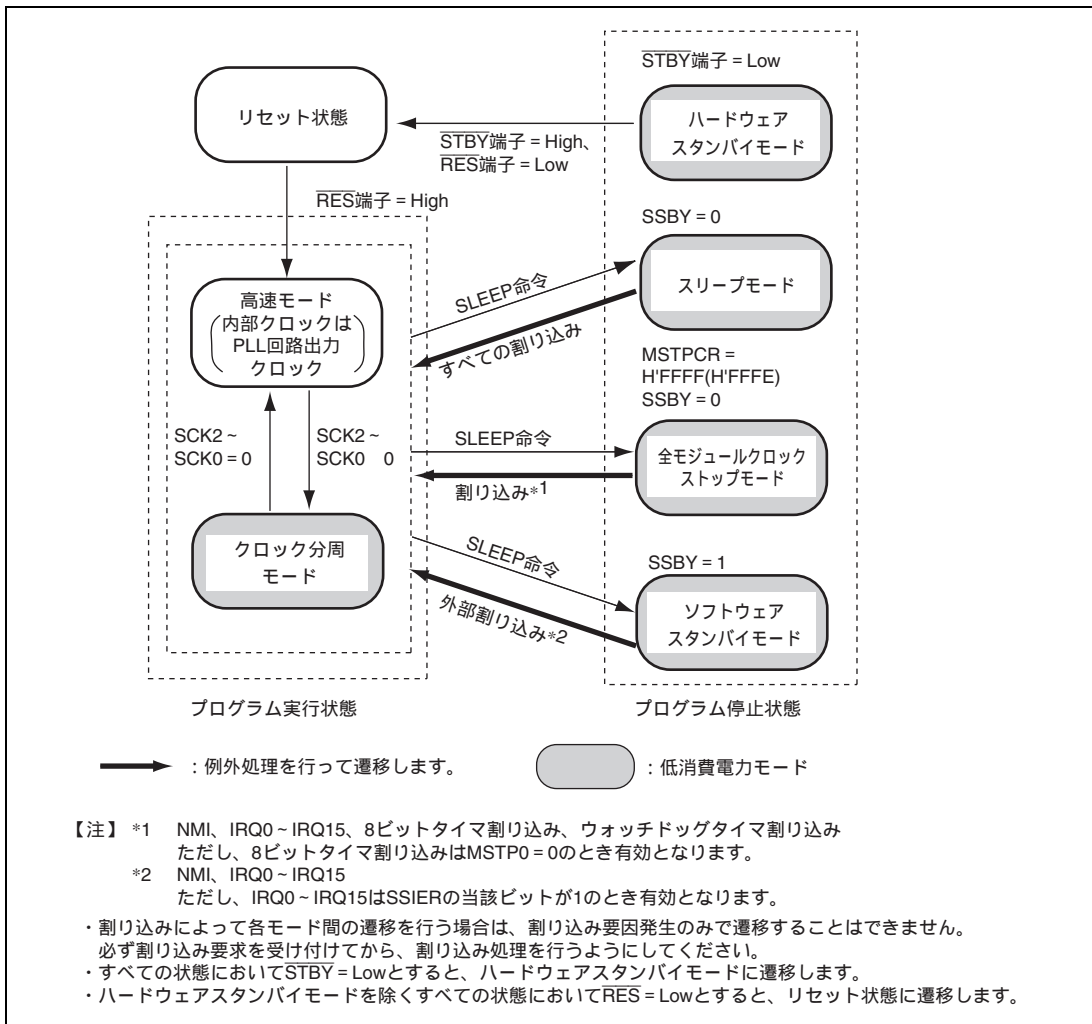 STBY端子 = Low
リセット状態
ハードウェア
スタンバイモード
STBY端子 = High、
RES端子 = Low
RES端子 = High
SSBY = 0
スリープモード
高速モード
(内部クロックは
PLL回路出力
クロック)
SLEEP命令
すべての割り込み
MSTPCR =
H'FFFF(H'FFFE)
SSBY = 0
SCK2 ~
SCK0 = 0
SCK2 ~
SCK0 0
SLEEP命令
割り込み*1
全モジュールクロック
ストップモード
クロック分周
モード
SLEEP命令
外部割り込み*2
SSBY = 1
ソフトウェア
スタンバイモード
プログラム実行状態
プログラム停止状態
：例外処理を行って遷移します。
：低消費電力モード
【注】 *1 NMI、IRQ0 ~ IRQ15、8ビットタイマ割り込み、ウォッチドッグタイマ割り込み
ただし、8ビットタイマ割り込みはMSTP0 = 0のとき有効となります。
*2 NMI、IRQ0 ~ IRQ15
ただし、IRQ0 ~ IRQ15はSSIERの当該ビットが1のとき有効となります。
・割り込みによって各モード間の遷移を行う場合は、割り込み要因発生のみで遷移することはできません。
必ず割り込み要求を受け付けてから、割り込み処理を行うようにしてください。
・すべての状態においてSTBY = Lowとすると、ハードウェアスタンバイモードに遷移します。
・ハードウェアスタンバイモードを除くすべての状態においてRES = Lowとすると、リセット状態に遷移します。